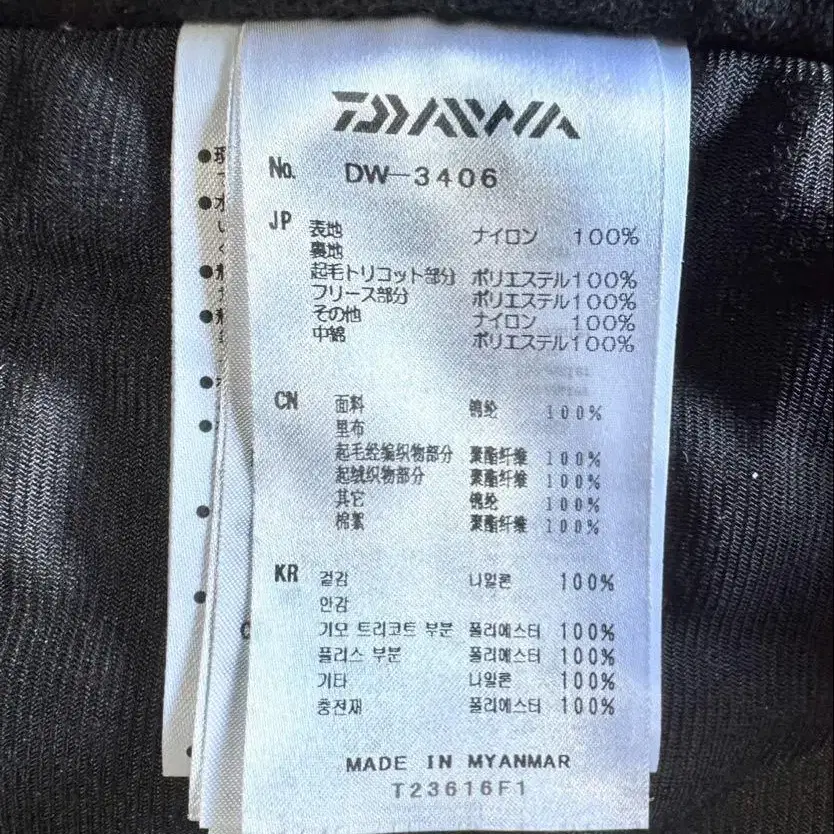 DAIWA
No. DW-3406
JP 表地 ナイロン 100%
裏地
起毛トリコット部分 ポリエステル100%
フリース部分 ポリエステル100%
その他 ナイロン 100%
中綿 ポリエステル100%
CN 面料 锦纶 100%
里布
起毛经编织物部分 聚酯纤维 100%
起绒织物部分 聚酯纤维 100%
其它 锦纶 100%
棉絮 聚酯纤维 100%
KR 겉감 나일론 100%
안감
기모 트리코트 부분 폴리에스터 100%
플리스 부분 폴리에스터 100%
기타 나일론 100%
충전재 폴리에스터 100%
MADE IN MYANMAR
T23616F1